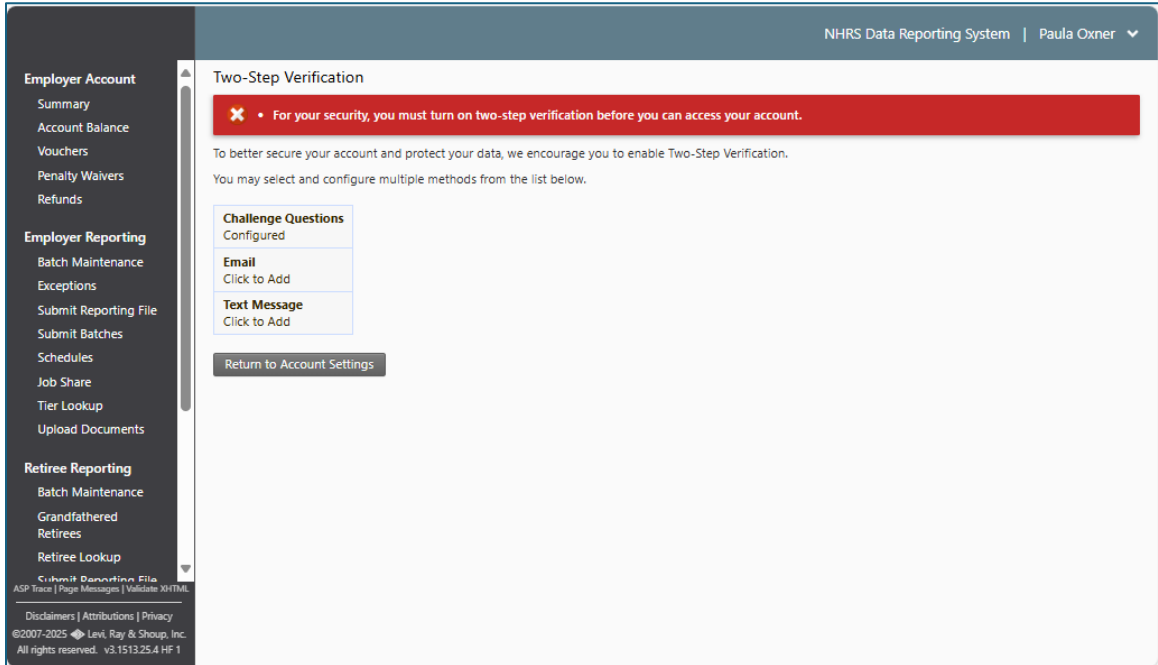 NHRS Data Reporting System | Paula Oxner
Employer Account
Summary
Account Balance
Vouchers
Penalty Waivers
Refunds
Employer Reporting
Batch Maintenance
Exceptions
Submit Reporting File
Submit Batches
Schedules
Job Share
Tier Lookup
Upload Documents
Retiree Reporting
Batch Maintenance
Grandfathered
Retirees
Retiree Lookup
Submit Reporting File
ASP Trace | Page Messages | Validate XHTML
Disclaimers | Attributions | Privacy
©2007-2025 Levi, Ray & Shoup, Inc.
All rights reserved. v3.1513.25.4 HF 1
Two-Step Verification
• For your security, you must turn on two-step verification before you can access your account.
To better secure your account and protect your data, we encourage you to enable Two-Step Verification.
You may select and configure multiple methods from the list below.
Challenge Questions
Configured
Email
Click to Add
Text Message
Click to Add
Return to Account Settings